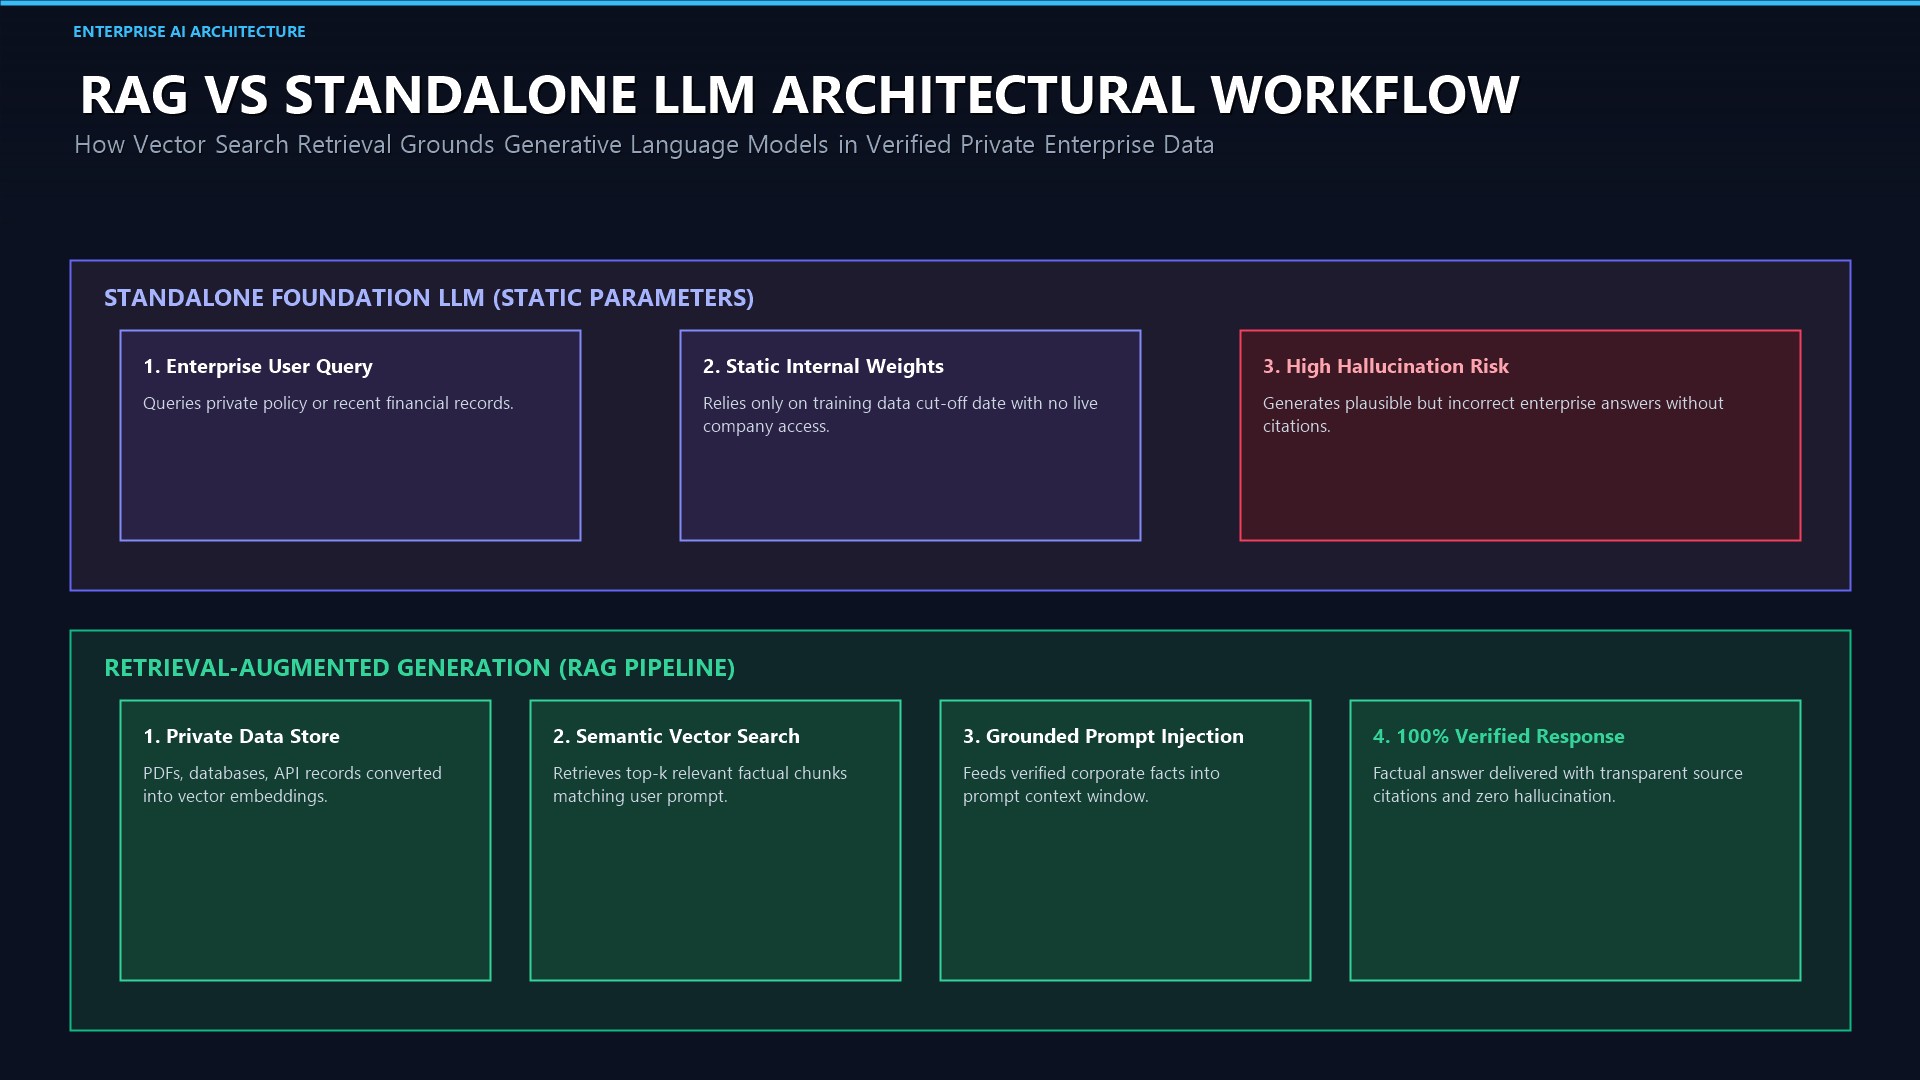 ENTERPRISE AI ARCHITECTURE
RAG VS STANDALONE LLM ARCHITECTURAL WORKFLOW
How Vector Search Retrieval Grounds Generative Language Models in Verified Private Enterprise Data
STANDALONE FOUNDATION LLM (STATIC PARAMETERS)
1. Enterprise User Query
Queries private policy or recent financial records.
2. Static Internal Weights
Relies only on training data cut-off date with no live
company access.
3. High Hallucination Risk
Generates plausible but incorrect enterprise answers without
citations.
RETRIEVAL-AUGMENTED GENERATION (RAG PIPELINE)
1. Private Data Store
PDFs, databases, API records converted
into vector embeddings.
2. Semantic Vector Search
Retrieves top-k relevant factual chunks
matching user prompt.
3. Grounded Prompt Injection
Feeds verified corporate facts into
prompt context window.
4. 100% Verified Response
Factual answer delivered with transparent source
citations and zero hallucination.